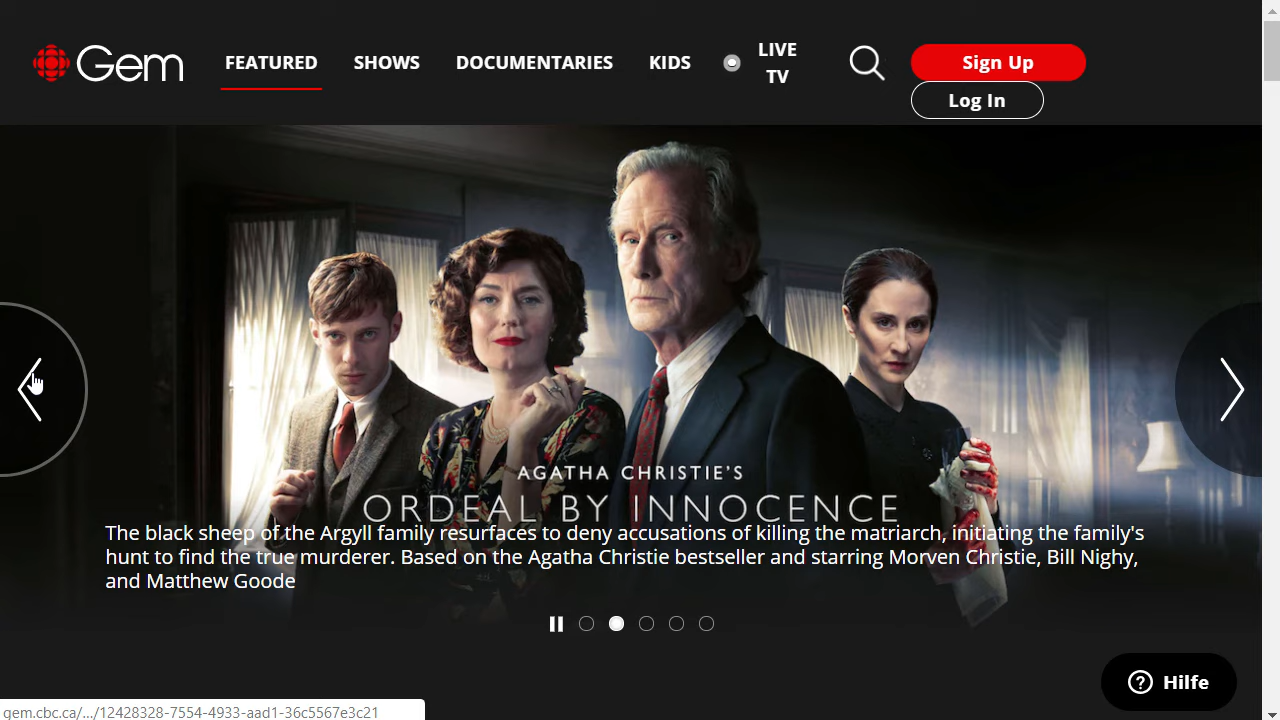 Gem
FEATURED
SHOWS
DOCUMENTARIES
KIDS
LIVE
TV
Sign Up
Log In
AGATHA CHRISTIE'S
ORDEAL BY INNOCENCE
The black sheep of the Argyll family resurfaces to deny accusations of killing the matriarch, initiating the family's
hunt to find the true murderer. Based on the Agatha Christie bestseller and starring Morven Christie, Bill Nighy,
and Matthew Goode
Hilfe
gem.cbc.ca/.../12428328-7554-4933-aad1-36c5567e3c21